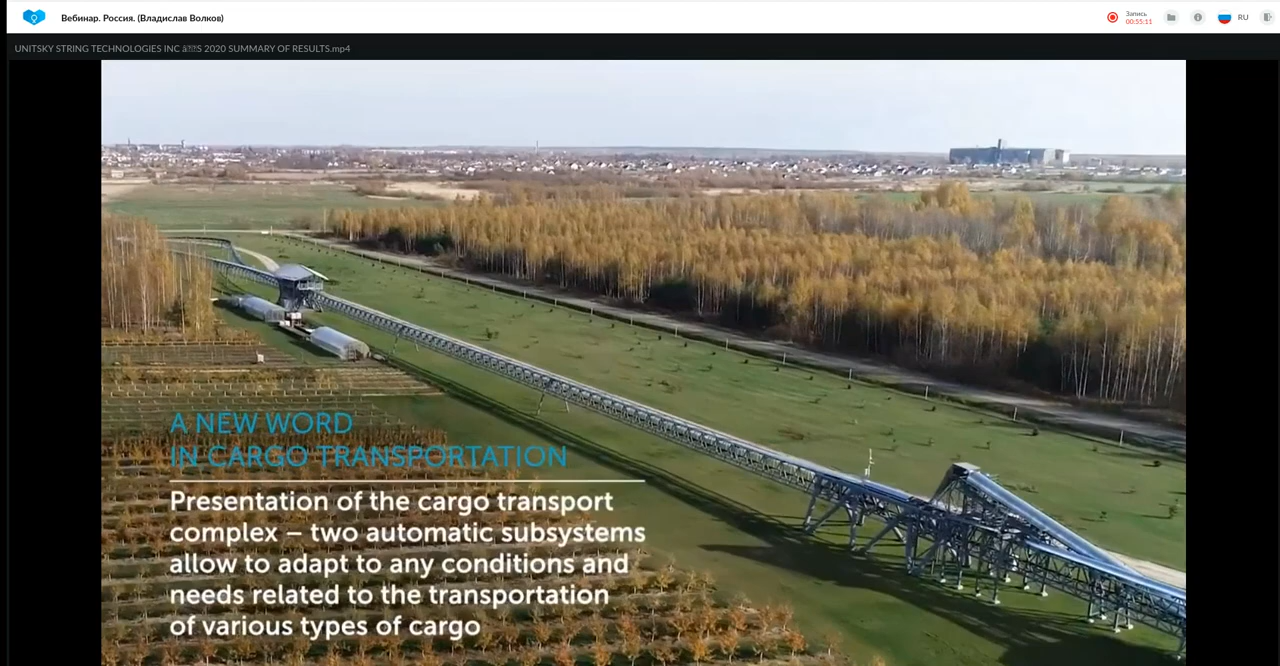 Вебинар. Россия. (Владислав Волков)
Запись
00:55:11
RU
UNITSKY STRING TECHNOLOGIES INC 2020 SUMMARY OF RESULTS.mp4
A NEW WORD
IN CARGO TRANSPORTATION
Presentation of the cargo transport
complex – two automatic subsystems
allow to adapt to any conditions and
needs related to the transportation
of various types of cargo